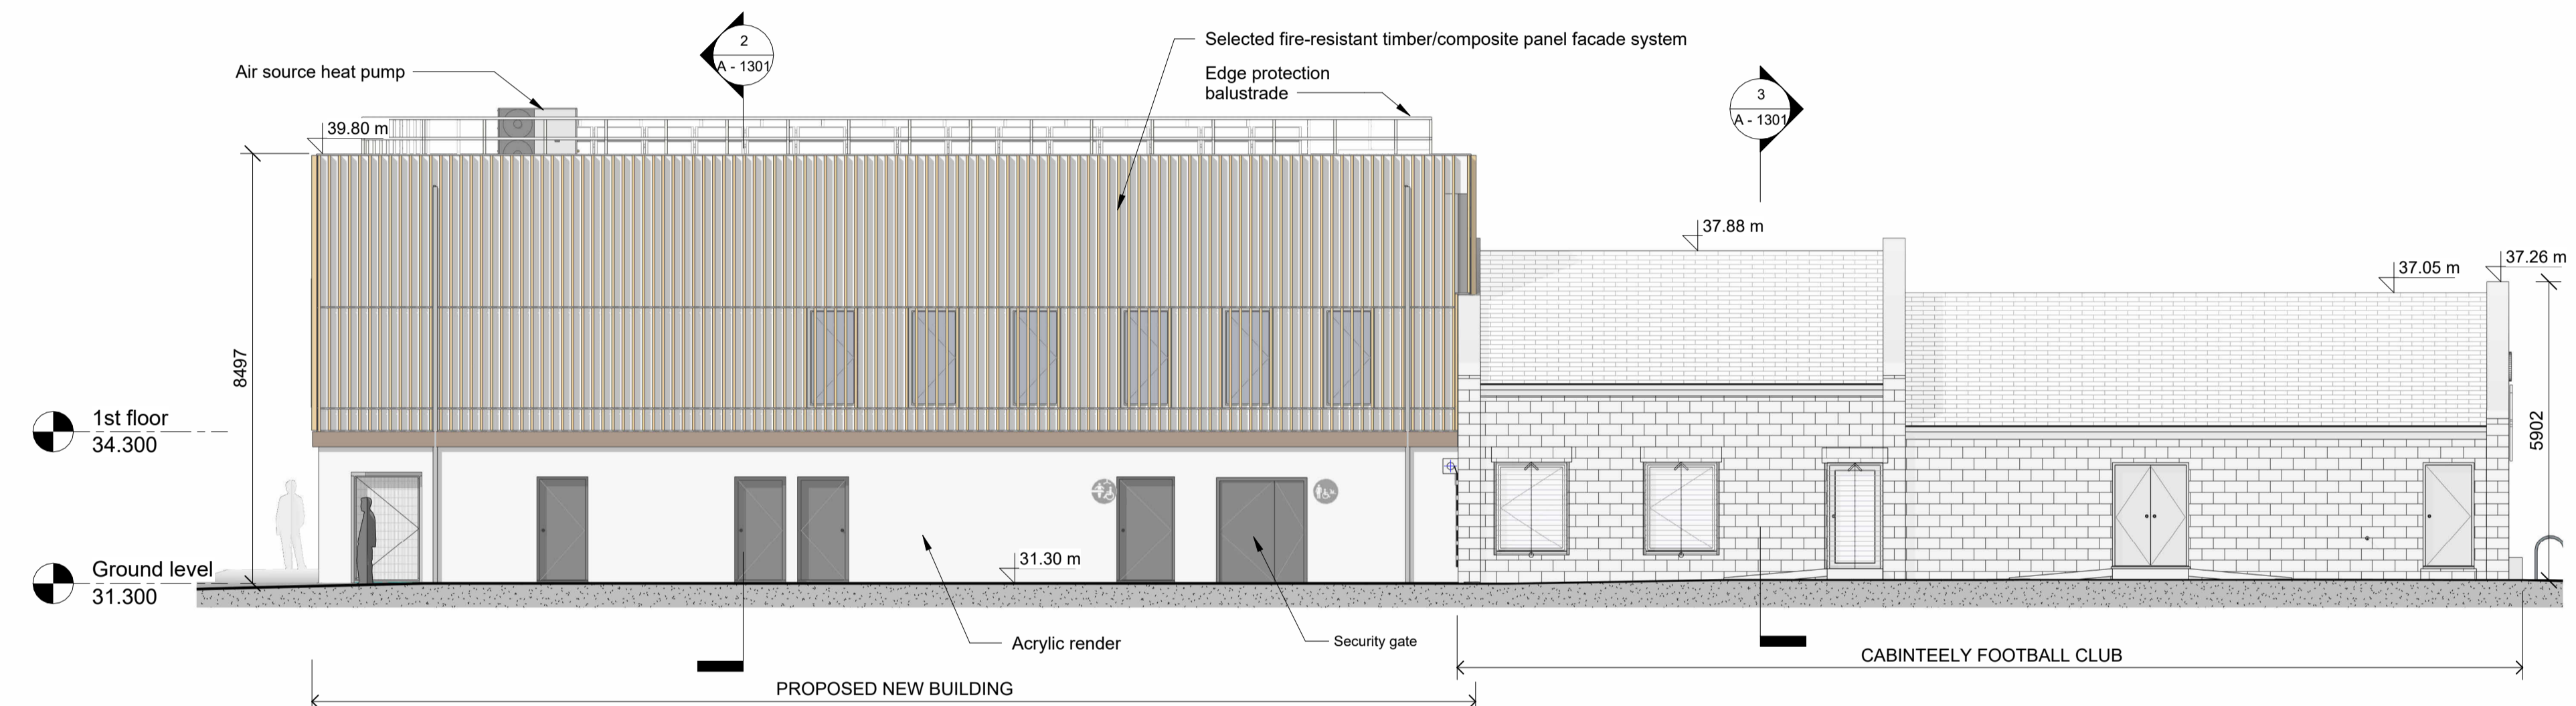 2
A - 1301
Selected fire-resistant timber/composite panel facade system
Air source heat pump
Edge protection
balustrade
3
A - 1301
39.80 m
37.88 m
37.05 m
37.26 m
8497
1st floor
34.300
5902
Ground level
31.300
31.30 m
Acrylic render
Security gate
CABINTEELY FOOTBALL CLUB
PROPOSED NEW BUILDING